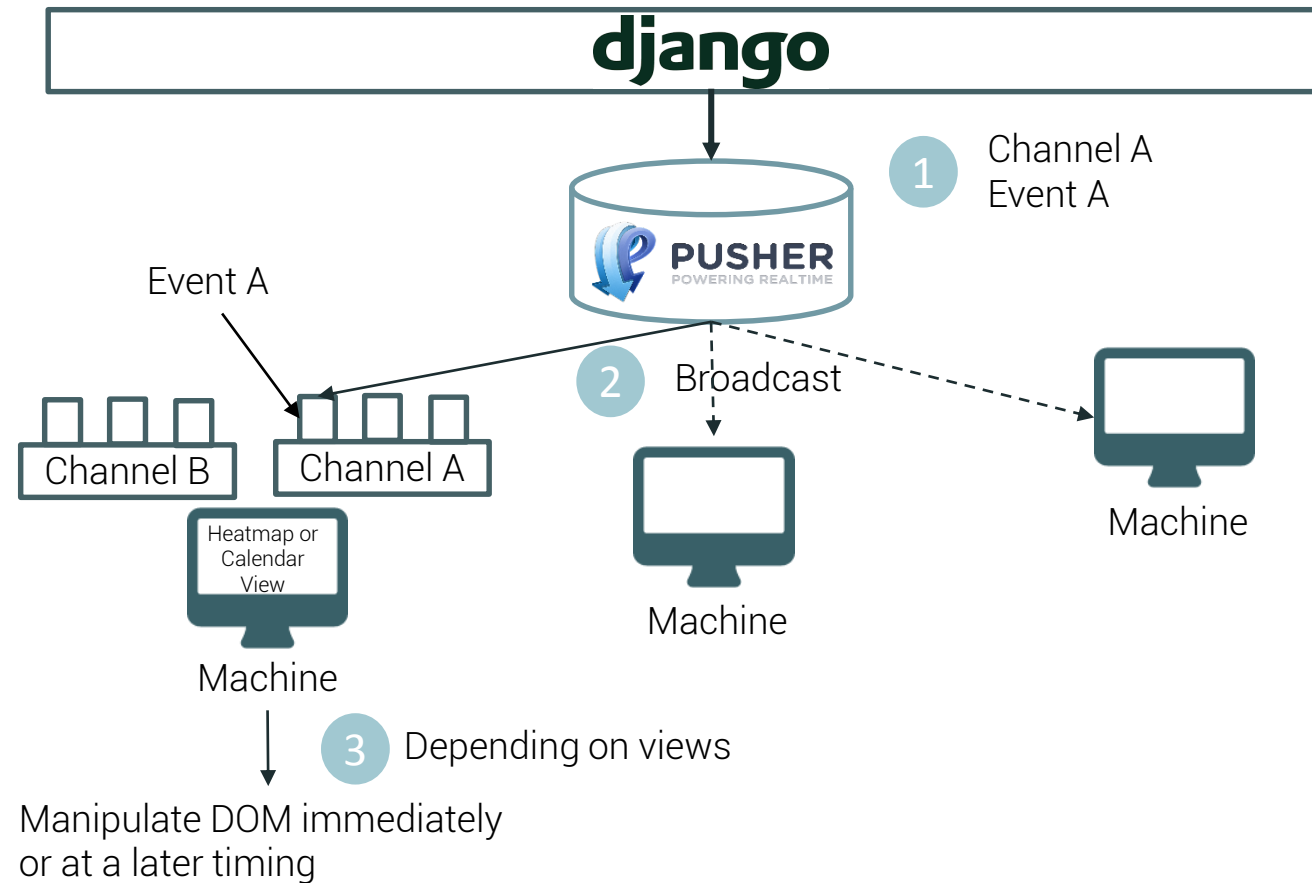 django
1
Channel A
Event A
PUSHER
POWERING REALTIME
Event A
2
Broadcast
Channel B
Channel A
Heatmap or
Calendar
View
Machine
Machine
Machine
3
Depending on views
Manipulate DOM immediately
or at a later timing